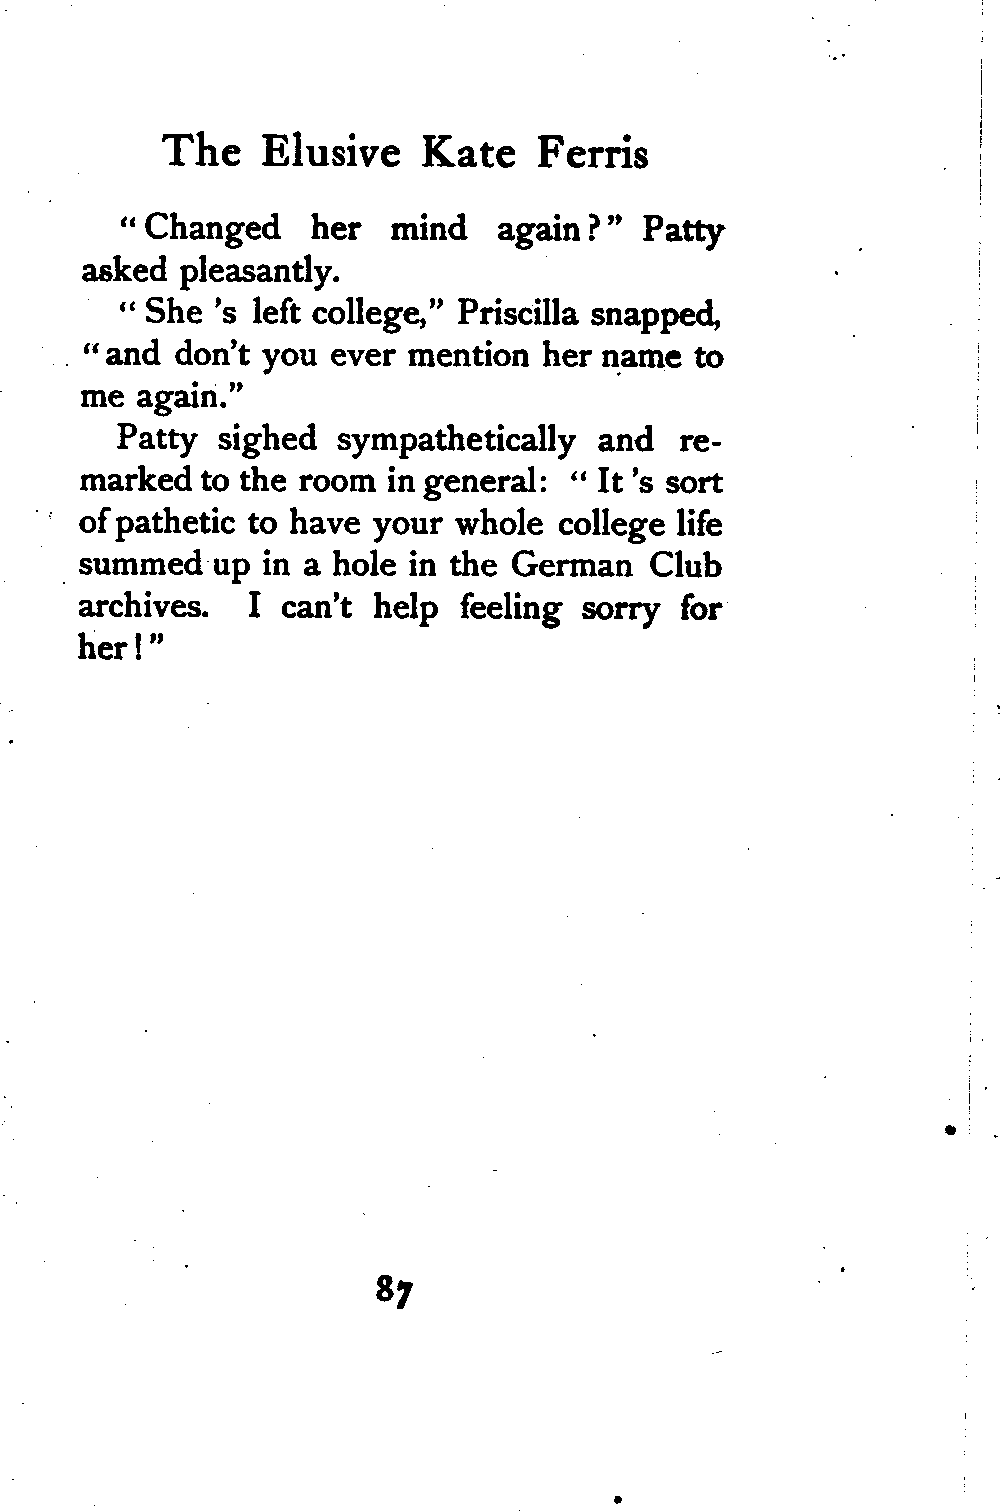 The Elusive Kate Ferris
“Changed her mind again?” Patty
asked pleasantly.
“She 's left college,” Priscilla snapped,
“and don't you ever mention her name to
me again.”
Patty sighed sympathetically and re-
marked to the room in general: “It 's sort
of pathetic to have your whole college life
summed up in a hole in the German Club
archives. I can't help feeling sorry for
her!”
87